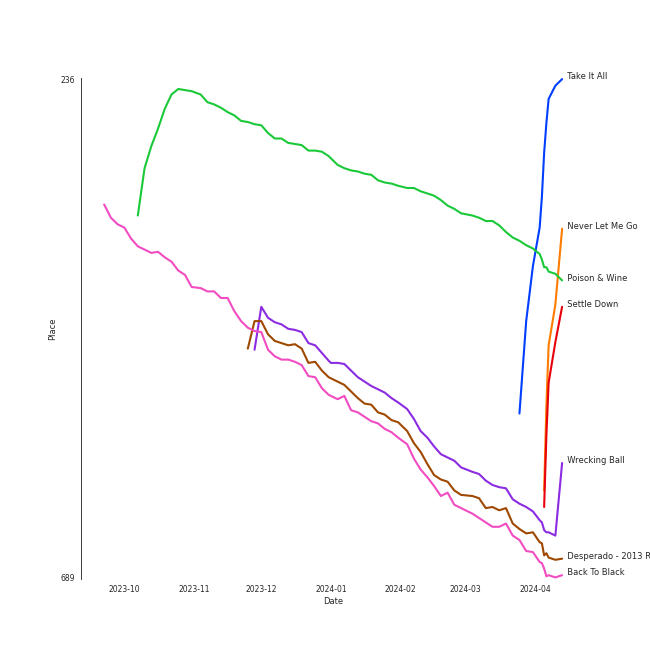 236
Take It All
Never Let Me Go
Poison & Wine
Settle Down
Place
Wrecking Ball
Desperado - 2013 R
Back To Black
689
2023-10 2023-11 2023-12 2024-01 2024-02 2024-03 2024-04
Date